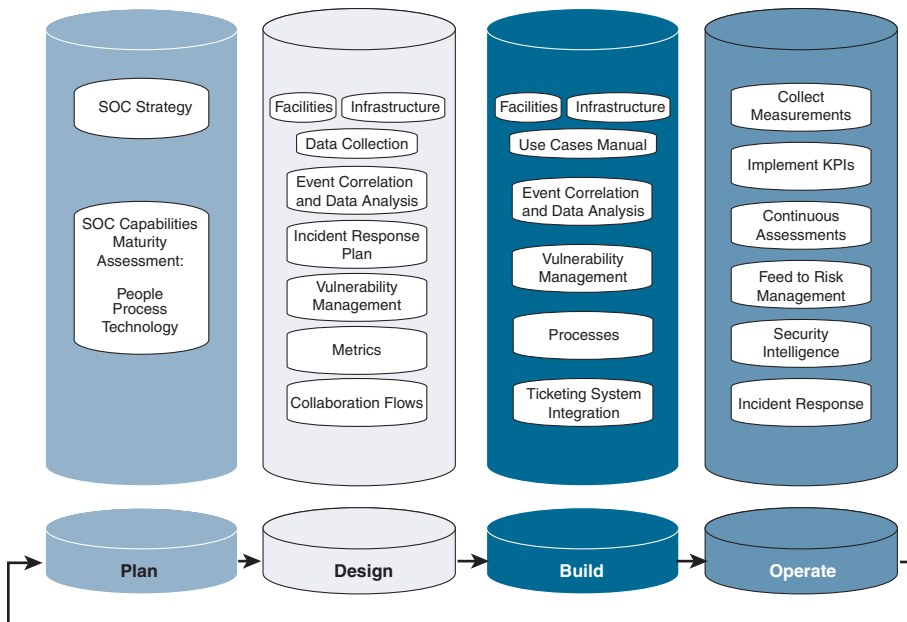 SOC Strategy
SOC Capabilities
Maturity
Assessment:
People
Process
Technology
Facilities
Infrastructure
Data Collection
Event Correlation
and Data Analysis
Incident Response
Plan
Vulnerability
Management
Metrics
Collaboration Flows
Facilities
Infrastructure
Use Cases Manual
Event Correlation
and Data Analysis
Vulnerability
Management
Processes
Ticketing System
Integration
Collect
Measurements
Implement KPIs
Continuous
Assessments
Feed to Risk
Management
Security
Intelligence
Incident Response
Plan
Design
Build
Operate